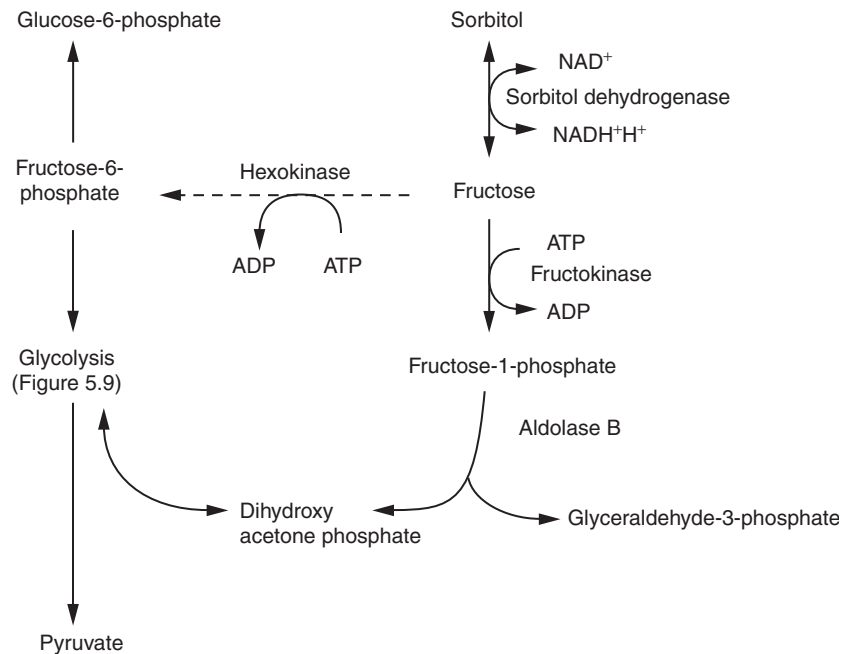 Glucose-6-phosphate
Sorbitol
NAD⁺
Sorbitol dehydrogenase
NADH⁺H⁺
Fructose-6-
phosphate
Hexokinase
Fructose
ADP
ATP
ATP
Fructokinase
ADP
Glycolysis
(Figure 5.9)
Fructose-1-phosphate
Aldolase B
Dihydroxy
acetone phosphate
Glyceraldehyde-3-phosphate
Pyruvate